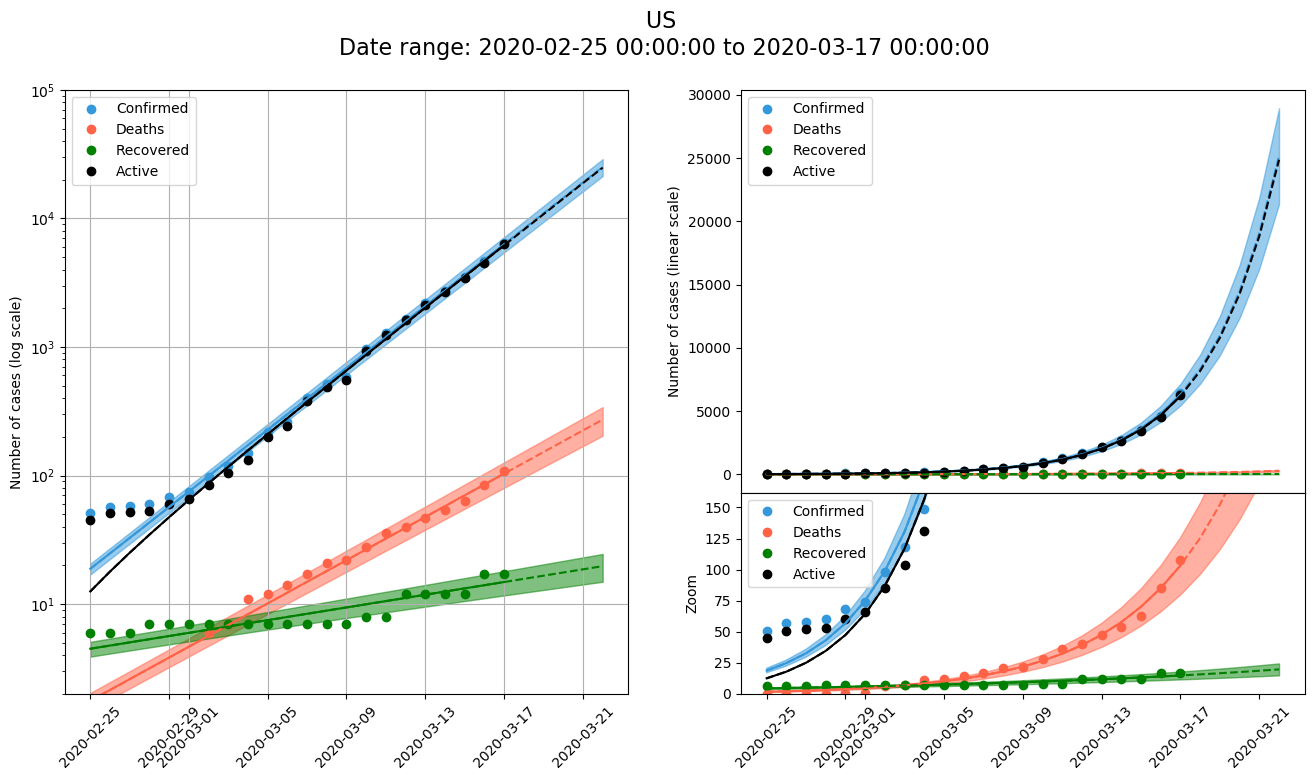 US
Date range: 2020-02-25 00:00:00 to 2020-03-17 00:00:00
Number of cases (log scale)
10^5
10^4
10^3
10^2
10^1
Confirmed
Deaths
Recovered
Active
2020-02-25
2020-02-29
2020-03-01
2020-03-05
2020-03-09
2020-03-13
2020-03-17
2020-03-21
Number of cases (linear scale)
30000
25000
20000
15000
10000
5000
0
Confirmed
Deaths
Recovered
Active
Zoom
150
125
100
75
50
25
0
Confirmed
Deaths
Recovered
Active
2020-02-25
2020-02-29
2020-03-01
2020-03-05
2020-03-09
2020-03-13
2020-03-17
2020-03-21